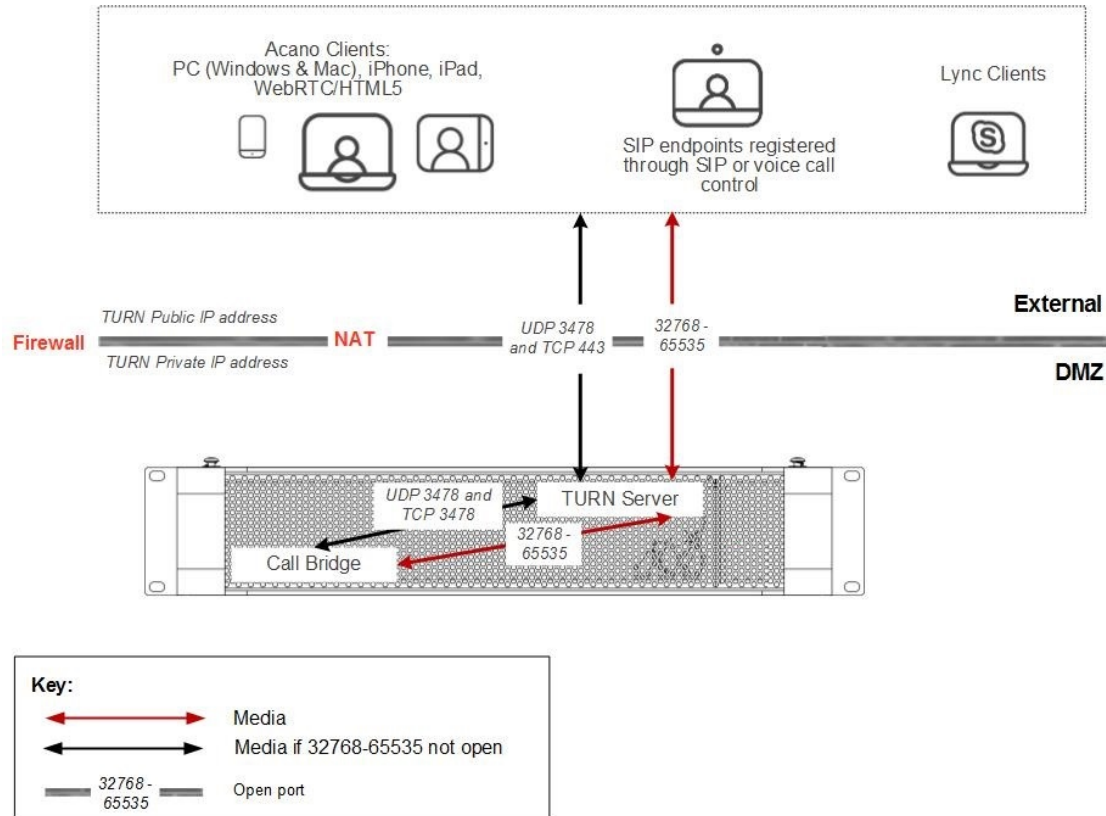 Acano Clients:
PC (Windows & Mac), iPhone, iPad,
WebRTC/HTML5
SIP endpoints registered
through SIP or voice call
control
Lync Clients
External
TURN Public IP address
Firewall
NAT
UDP 3478
and TCP 443
32768 -
65535
TURN Private IP address
DMZ
UDP 3478 and
TCP 3478
TURN Server
32768 -
65535
Call Bridge
Key:
Media
Media if 32768-65535 not open
32768 -
65535
Open port